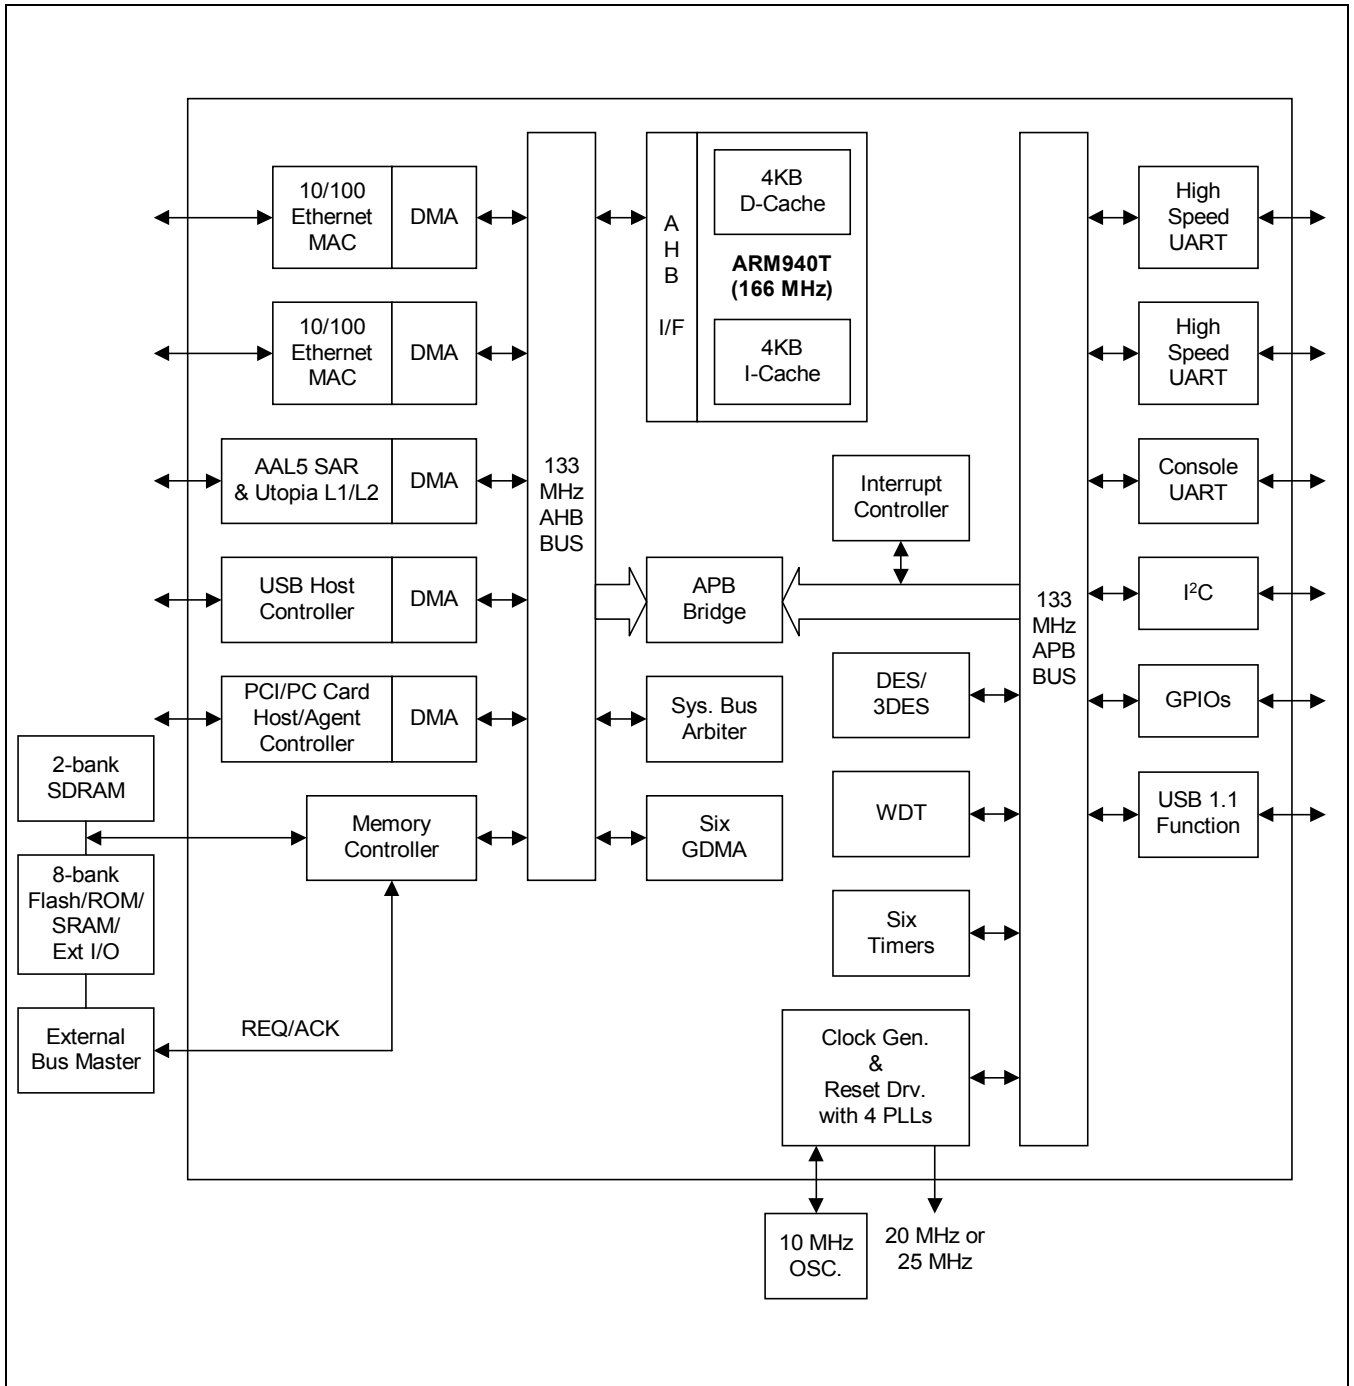 10/100
Ethernet
MAC
DMA
10/100
Ethernet
MAC
DMA
AAL5 SAR
& Utopia L1/L2
DMA
USB Host
Controller
DMA
PCI/PC Card
Host/Agent
Controller
DMA
2-bank
SDRAM
Memory
Controller
8-bank
Flash/ROM/
SRAM/
Ext I/O
External
Bus Master
REQ/ACK
133
MHz
AHB
BUS
A
H
B
I/F
4KB
D-Cache
ARM940T
(166 MHz)
4KB
I-Cache
Interrupt
Controller
APB
Bridge
Sys. Bus
Arbiter
Six
GDMA
DES/
3DES
WDT
Six
Timers
Clock Gen.
&
Reset Drv.
with 4 PLLs
10 MHz
OSC.
20 MHz or
25 MHz
133
MHz
APB
BUS
High
Speed
UART
High
Speed
UART
Console
UART
I²C
GPIOs
USB 1.1
Function